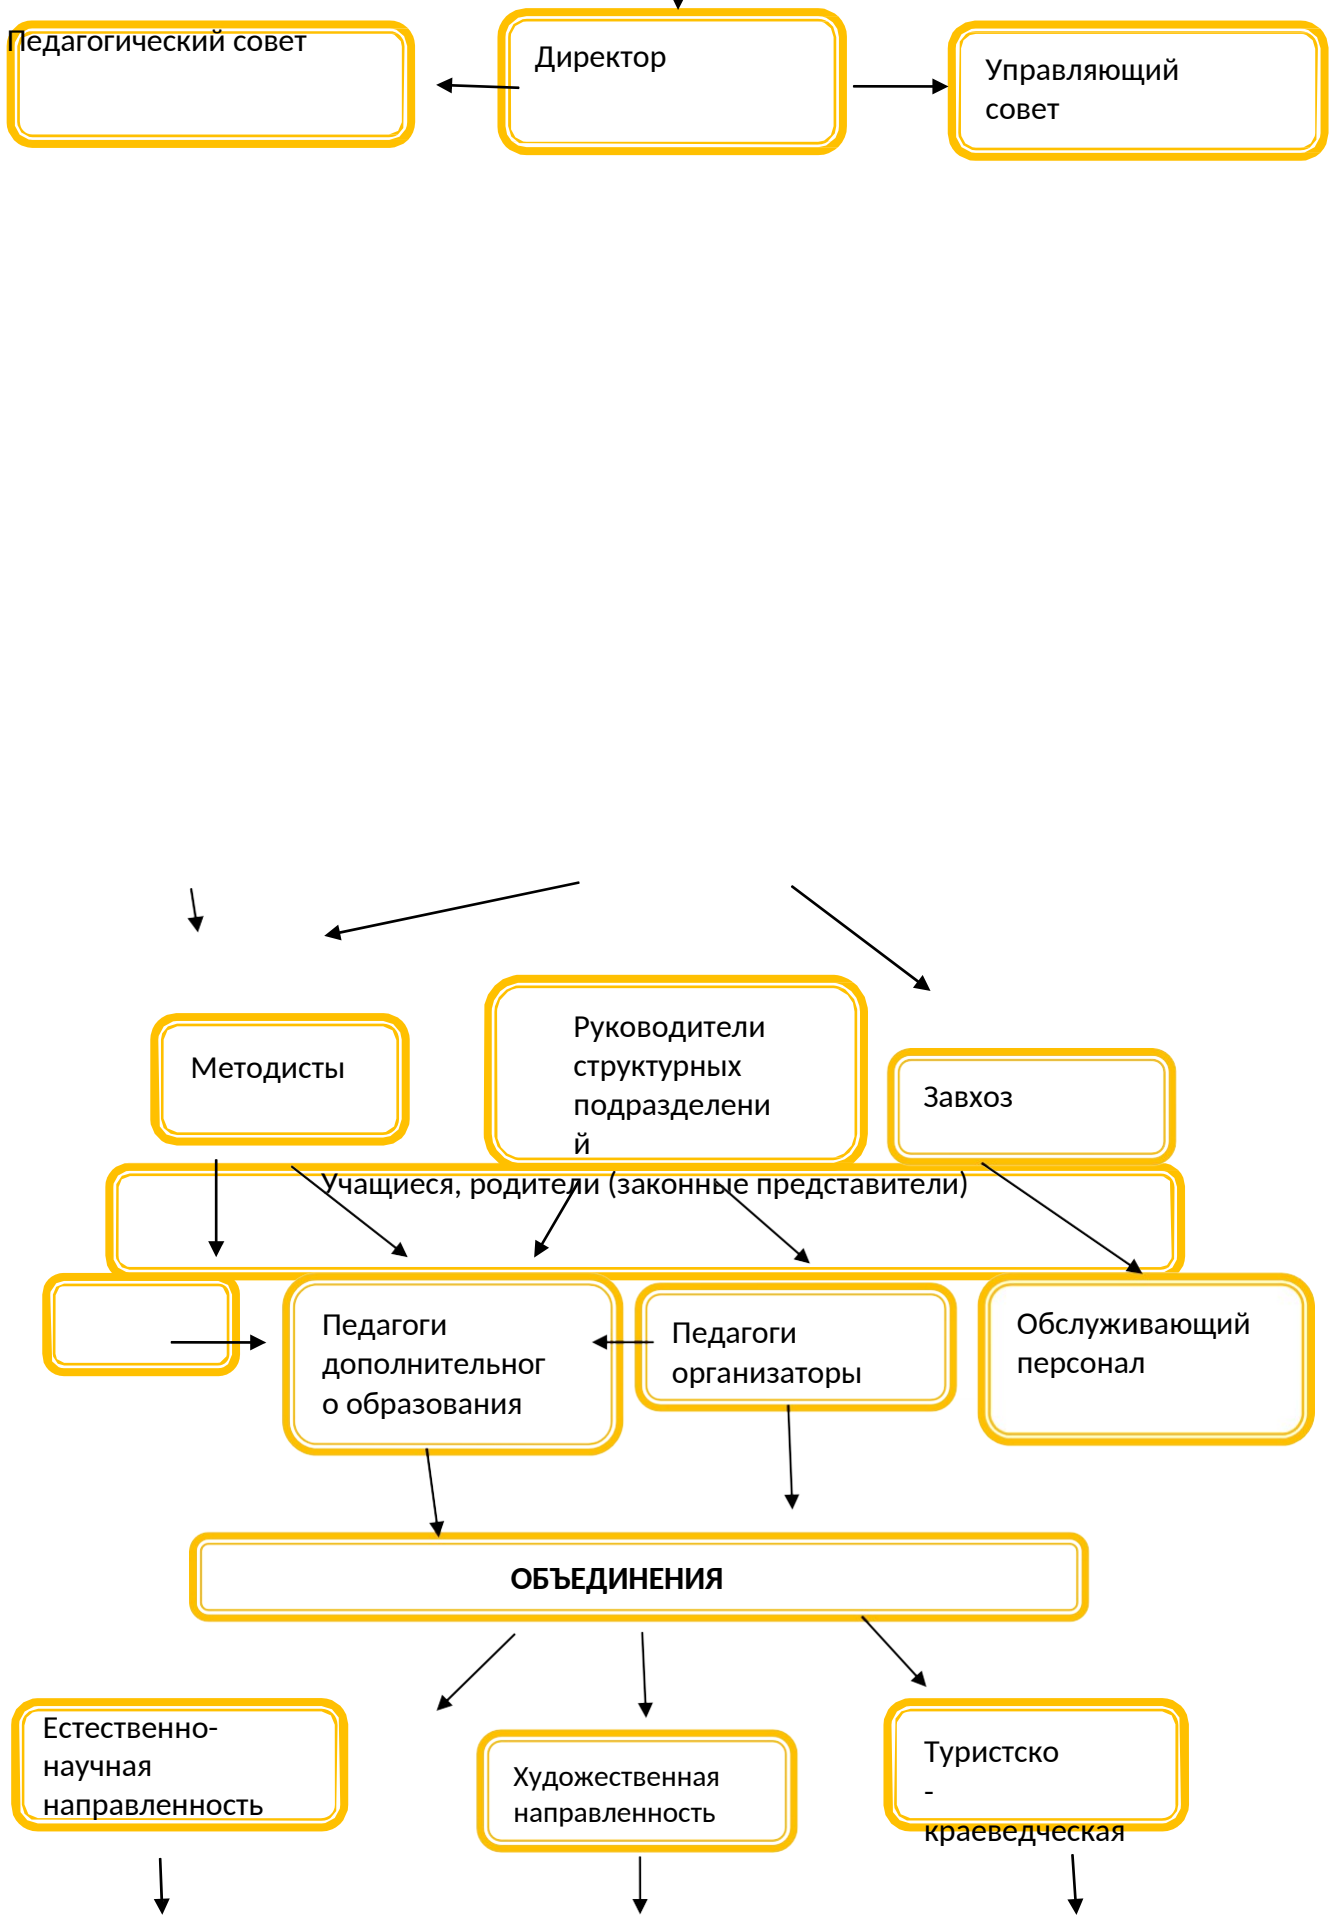 Педагогический совет
Директор
Управляющий
совет
Руководители
структурных
подразделени
й
Методисты
Завхоз
Учащиеся, родители (законные представители)
Педагоги
дополнительног
о образования
Педагоги
организаторы
Обслуживающий
персонал
ОБЪЕДИНЕНИЯ
Естественно-
научная
направленность
Художественная
направленность
Туристско
-
краеведческая